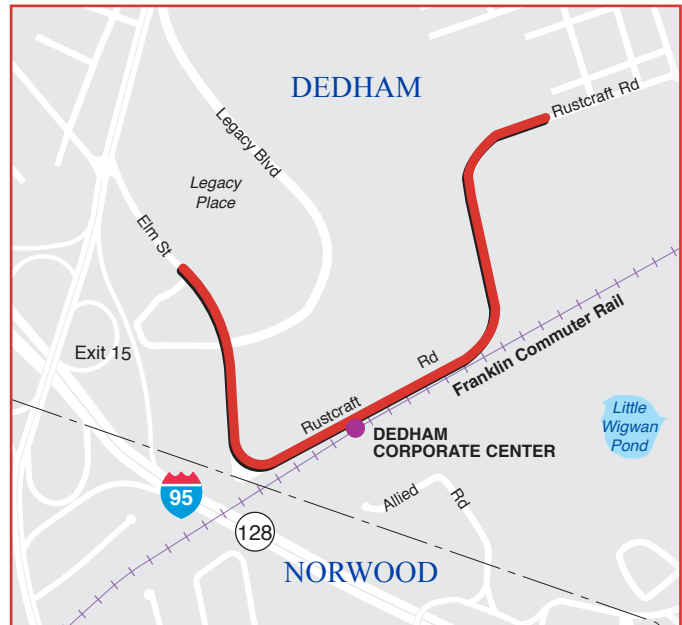 DEDHAM
Rustcraft Rd
Legacy Blvd
Legacy
Place
Elm St
Exit 15
Rustcraft Rd
Franklin Commuter Rail
DEDHAM
CORPORATE CENTER
Little
Wigwan
Pond
95
128
Allied Rd
NORWOOD